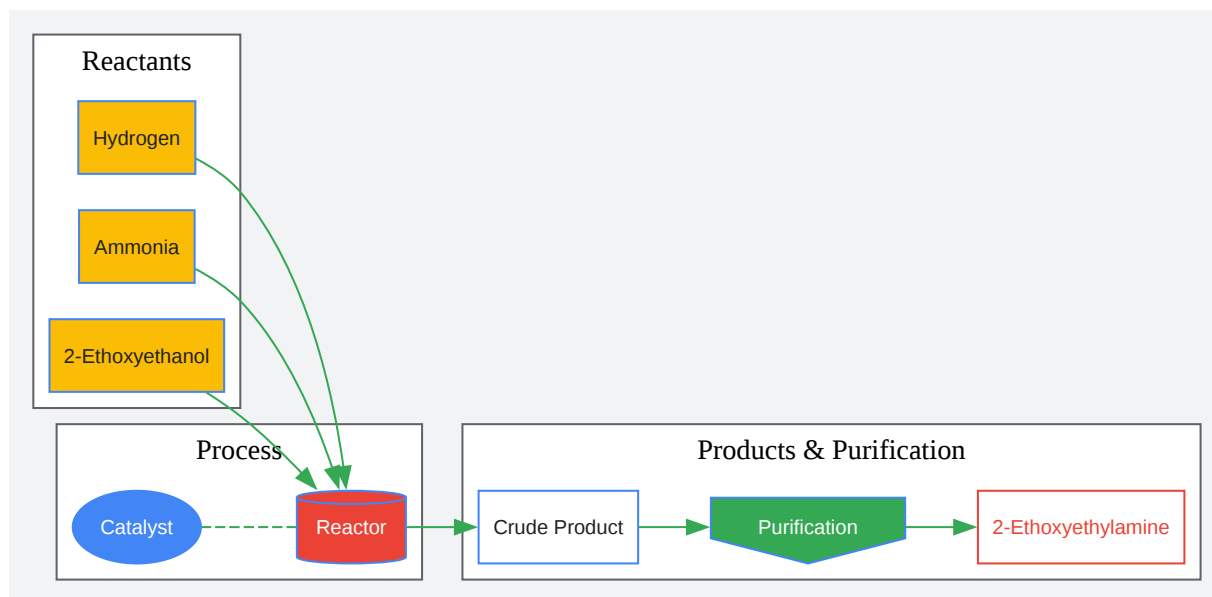 Reactants
Hydrogen
Ammonia
2-Ethoxyethanol
Process
Catalyst
Reactor
Products & Purification
Crude Product
Purification
2-Ethoxyethylamine